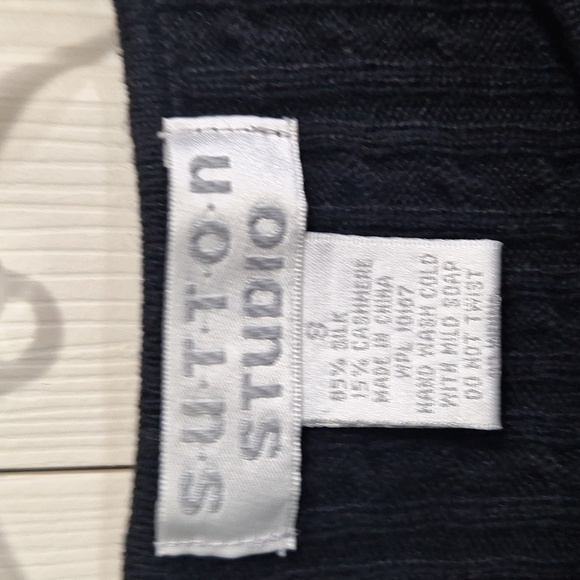 s·u·t·t·o·n
STUDIO
S
85% SILK
15% CASHMERE
MADE IN CHINA
WPL 10167
HAND WASH COLD
WITH MILD SOAP
DO NOT TWIST